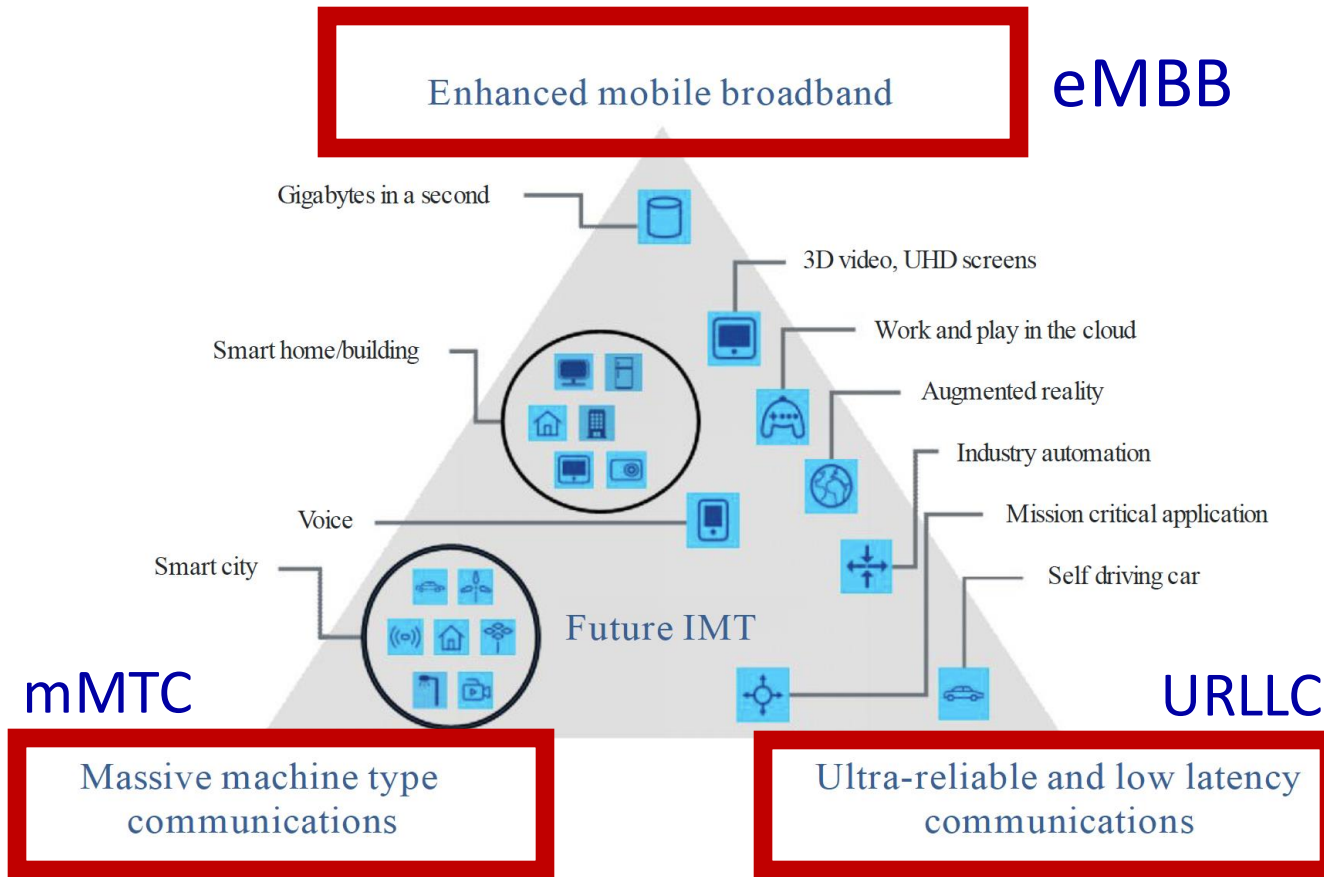 Enhanced mobile broadband
eMBB
Gigabytes in a second
3D video, UHD screens
Work and play in the cloud
Smart home/building
Augmented reality
Industry automation
Voice
Mission critical application
Smart city
Self driving car
Future IMT
mMTC
URLLC
Massive machine type
communications
Ultra-reliable and low latency
communications